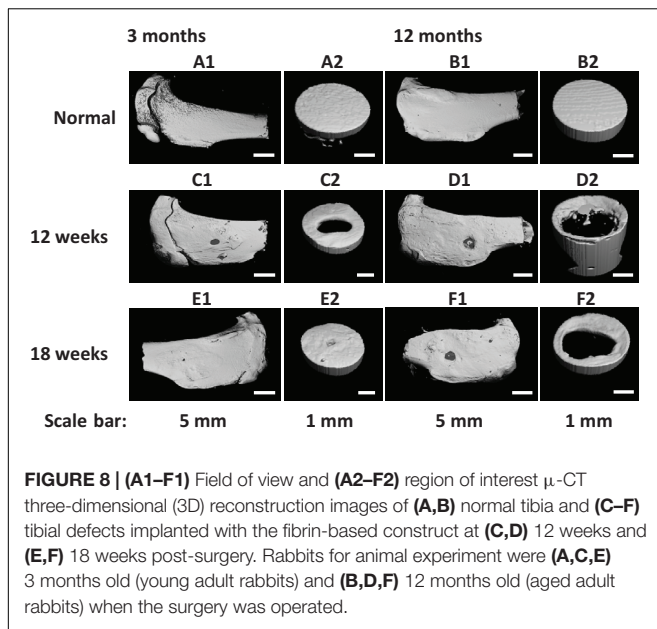 3 months 12 months
A1 A2 B1 B2
Normal
C1 C2 D1 D2
12 weeks
E1 E2 F1 F2
18 weeks
Scale bar: 5 mm 1 mm 5 mm 1 mm
FIGURE 8 | (A1–F1) Field of view and (A2–F2) region of interest μ-CT
three-dimensional (3D) reconstruction images of (A,B) normal tibia and (C–F)
tibial defects implanted with the fibrin-based construct at (C,D) 12 weeks and
(E,F) 18 weeks post-surgery. Rabbits for animal experiment were (A,C,E)
3 months old (young adult rabbits) and (B,D,F) 12 months old (aged adult
rabbits) when the surgery was operated.